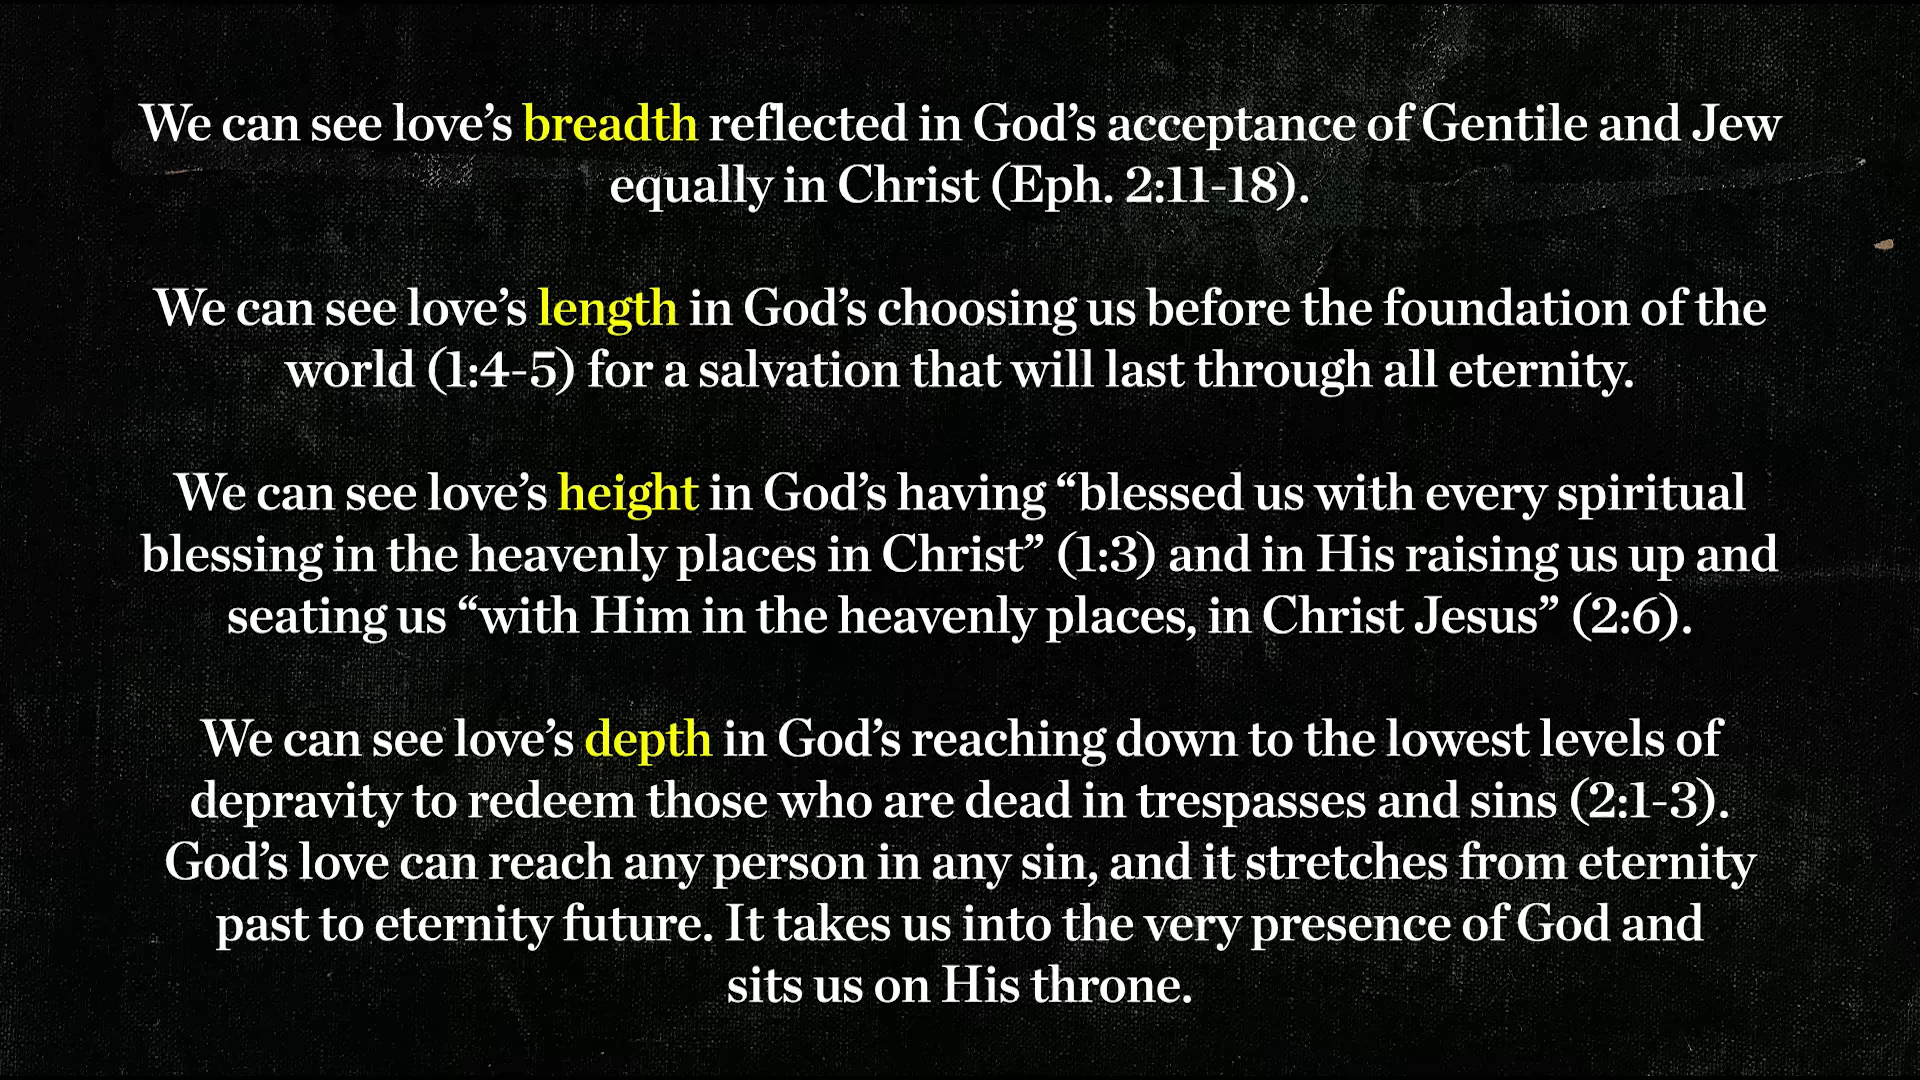 We can see love’s breadth reflected in God’s acceptance of Gentile and Jew
equally in Christ (Eph. 2:11-18).
We can see love’s length in God’s choosing us before the foundation of the
world (1:4-5) for a salvation that will last through all eternity.
We can see love’s height in God’s having “blessed us with every spiritual
blessing in the heavenly places in Christ” (1:3) and in His raising us up and
seating us “with Him in the heavenly places, in Christ Jesus” (2:6).
We can see love’s depth in God’s reaching down to the lowest levels of
depravity to redeem those who are dead in trespasses and sins (2:1-3).
God’s love can reach any person in any sin, and it stretches from eternity
past to eternity future. It takes us into the very presence of God and
sits us on His throne.